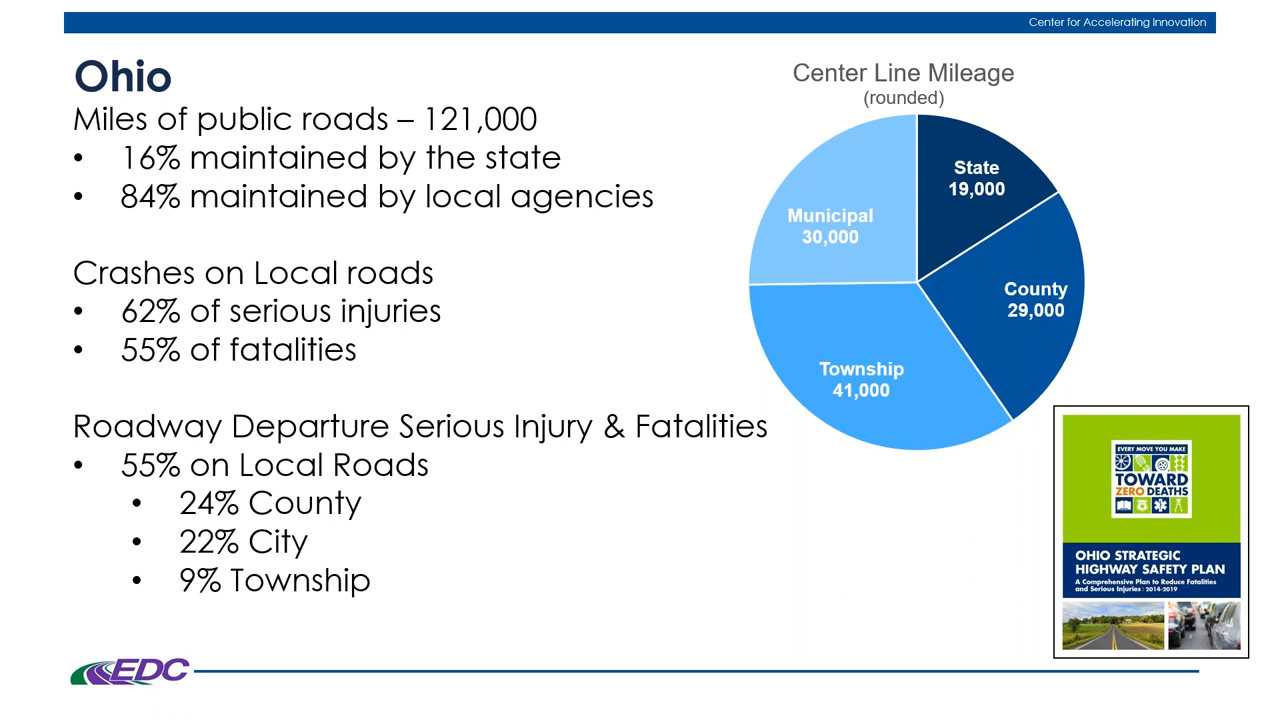 Center for Accelerating Innovation
Ohio
Miles of public roads – 121,000
• 16% maintained by the state
• 84% maintained by local agencies
Crashes on Local roads
• 62% of serious injuries
• 55% of fatalities
Roadway Departure Serious Injury & Fatalities
• 55% on Local Roads
• 24% County
• 22% City
• 9% Township
Center Line Mileage
(rounded)
State
19,000
Municipal
30,000
County
29,000
Township
41,000
EVERY MOVE YOU MAKE
TOWARD
ZERO DEATHS
OHIO STRATEGIC
HIGHWAY SAFETY PLAN
A Comprehensive Plan to Reduce Fatalities
and Serious Injuries | 2014-2019
EDC